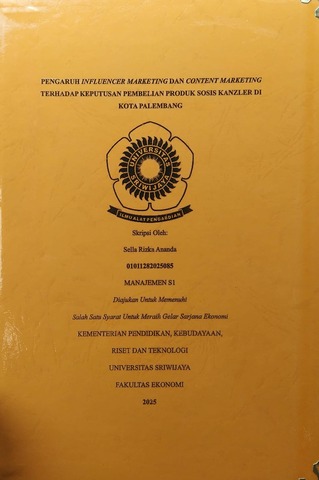 PENGARUH INFLUENCER MARKETING DAN CONTENT MARKETING
TERHADAP KEPUTUSAN PEMBELIAN PRODUK SOSIS KANZLER DI
KOTA PALEMBANG
UNIVERSITAS
SRIWIJAYA
ILMU ALAT PENGABDIAN
Skripsi Oleh:
Sella Rizka Ananda
01011282025085
MANAJEMEN S1
Diajukan Untuk Memenuhi
Salah Satu Syarat Untuk Meraih Gelar Sarjana Ekonomi
KEMENTERIAN PENDIDIKAN, KEBUDAYAAN,
RISET DAN TEKNOLOGI
UNIVERSITAS SRIWIJAYA
FAKULTAS EKONOMI
2025